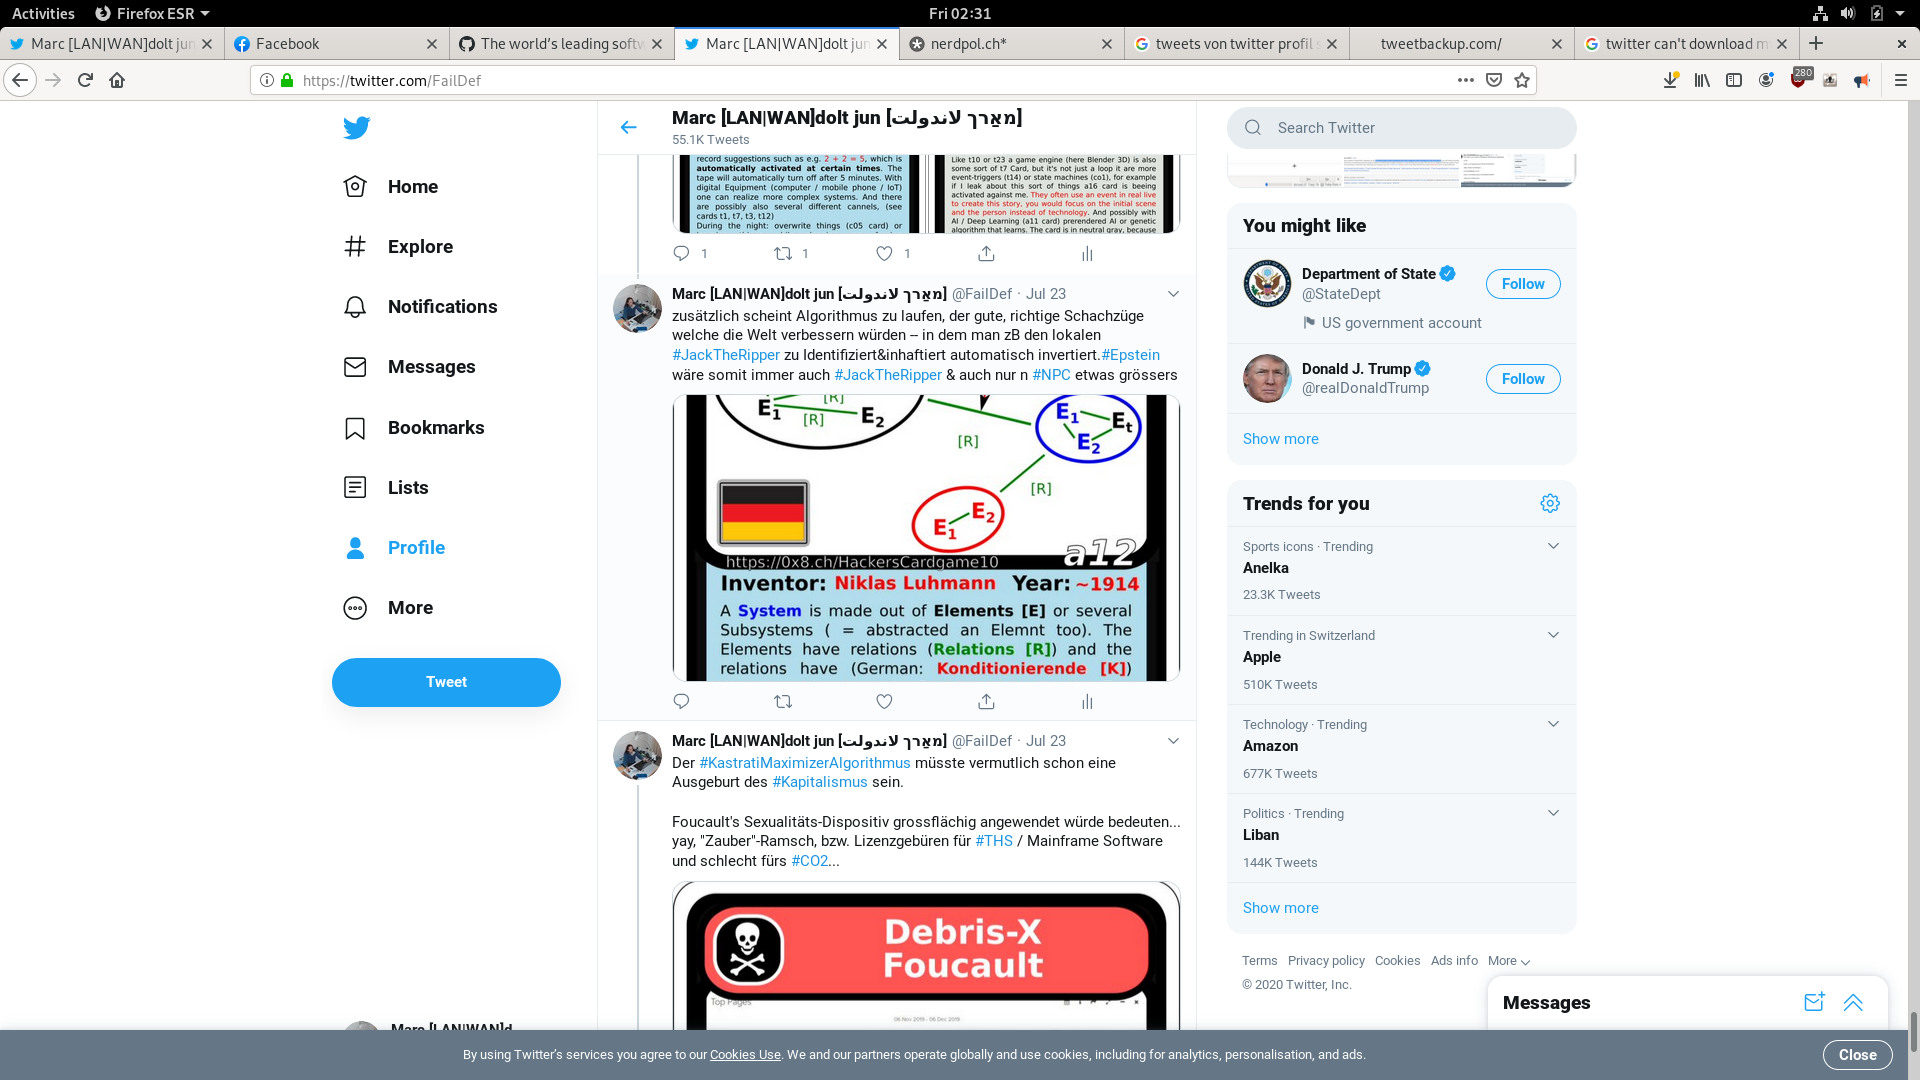 Activities
Firefox ESR
Fri 02:31
Marc [LAN|WAN]dolt jun
Facebook
The world's leading softw
Marc [LAN|WAN]dolt jun
nerdpol.ch*
tweets von twitter profil s
tweetbackup.com/
twitter can't download m
https://twitter.com/FailDef
280
Home
Explore
Notifications
Messages
Bookmarks
Lists
Profile
More
Tweet
Marc [LAN|WAN]d
Marc [LAN|WAN]dolt jun [מאַרך לאנדולת]
55.1K Tweets
record suggestions such as e.g. 2 + 2 = 5, which is
automatically activated at certain times. The
tape will automatically turn off after 5 minutes. With
digital Equipment (computer / mobile phone / IoT)
one can realize more complex systems. And there
are possibly also several different cannels, (see
cards t1, t7, t3, t12)
During the night: overwrite things (c05 card) or
Like t10 or t23 a game engine (here Blender 3D) is also
some sort of t7 Card, but it's not just a loop it are more
event-triggers (t14) or state machines (co1), for example
if I leak about this sort of things a16 card is beeing
activated against me. They often use an event in real live
to create this story, you would focus on the initial scene
and the person instead of technology. And possibly with
AI / Deep Learning (a11 card) prerendered AI or genetic
algorithm that learns. The card is in neutral gray, because
1
1
1
Marc [LAN|WAN]dolt jun [מאַרך לאנדולת] @FailDef · Jul 23
zusätzlich scheint Algorithmus zu laufen, der gute, richtige Schachzüge
welche die Welt verbessern würden -- in dem man zB den lokalen
#JackTheRipper zu Identifiziert&inhaftiert automatisch invertiert.#Epstein
wäre somit immer auch #JackTheRipper & auch nur n #NPC etwas grössers
E1 [R] [R] E2
[R]
E1 Et E2
[R]
E1 E2
https://0x8.ch/HackersCardgame10
a12
Inventor: Niklas Luhmann Year: ~1914
A System is made out of Elements [E] or several
Subsystems ( = abstracted an Elemnt too). The
Elements have relations (Relations [R]) and the
relations have (German: Konditionierende [K])
Marc [LAN|WAN]dolt jun [מאַרך לאנדולת] @FailDef · Jul 23
Der #KastratiMaximizerAlgorithmus müsste vermutlich schon eine
Ausgeburt des #Kapitalismus sein.
Foucault's Sexualitäts-Dispositiv grossflächig angewendet würde bedeuten...
yay, "Zauber"-Ramsch, bzw. Lizenzgebüren für #THS / Mainframe Software
und schlecht fürs #CO2...
Debris-X
Foucault
Top Pages
06 Nov 2019 - 06 Dec 2019
Search Twitter
You might like
Department of State
@StateDept
Follow
US government account
Donald J. Trump
@realDonaldTrump
Follow
Show more
Trends for you
Sports icons · Trending
Anelka
23.3K Tweets
Trending in Switzerland
Apple
510K Tweets
Technology · Trending
Amazon
677K Tweets
Politics · Trending
Liban
144K Tweets
Show more
Terms Privacy policy Cookies Ads info More
© 2020 Twitter, Inc.
Messages
By using Twitter's services you agree to our Cookies Use. We and our partners operate globally and use cookies, including for analytics, personalisation, and ads.
Close